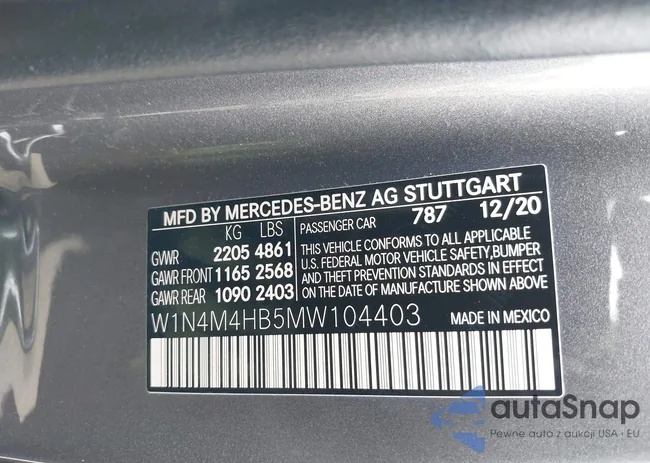 MFD BY MERCEDES-BENZ AG STUTTGART
KG LBS
GVWR 2205 4861
GAWR FRONT 1165 2568
GAWR REAR 1090 2403
PASSENGER CAR 787 12/20
THIS VEHICLE CONFORMS TO ALL APPLICABLE
U.S. FEDERAL MOTOR VEHICLE SAFETY, BUMPER
AND THEFT PREVENTION STANDARDS IN EFFECT
ON THE DATE OF MANUFACTURE SHOWN ABOVE
W1N4M4HB5MW104403 MADE IN MEXICO
autaSnap
Pewne auto z aukcji USA • EU